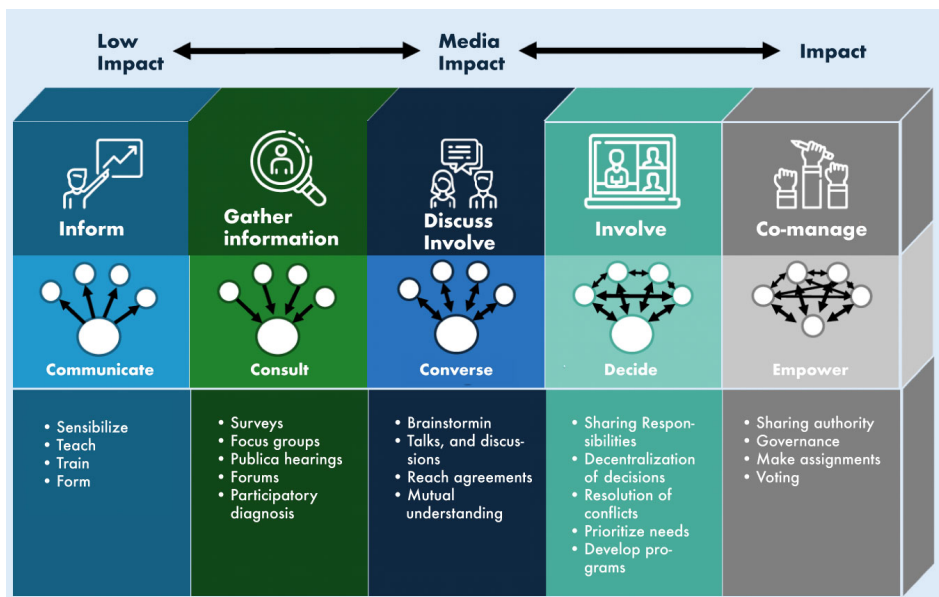 Low
Impact
Media
Impact
Impact
Inform
Gather
information
Discuss
Involve
Involve
Co-manage
Communicate
Consult
Converse
Decide
Empower
• Sensibilize
• Teach
• Train
• Form
• Surveys
• Focus groups
• Publica hearings
• Forums
• Participatory
diagnosis
• Brainstormin
• Talks, and discus-
sions
• Reach agreements
• Mutual
understanding
• Sharing Respon-
sibilities
• Decentralization
of decisions
• Resolution of
conflicts
• Prioritize needs
• Develop pro-
grams
• Sharing authority
• Governance
• Make assignments
• Voting